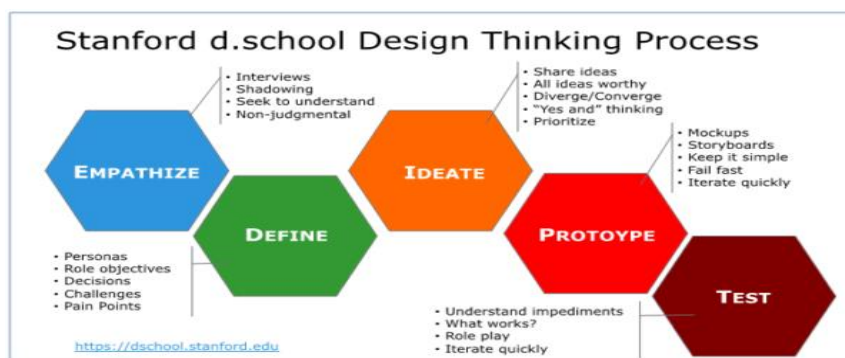 Stanford d.school Design Thinking Process
• Interviews
• Shadowing
• Seek to understand
• Non-judgmental
EMPATHIZE
• Personas
• Role objectives
• Decisions
• Challenges
• Pain Points
DEFINE
• Share ideas
• All ideas worthy
• Diverge/Converge
• “Yes and” thinking
• Prioritize
IDEATE
• Mockups
• Storyboards
• Keep it simple
• Fail fast
• Iterate quickly
PROTOYPE
• Understand impediments
• What works?
• Role play
• Iterate quickly
TEST
https://dschool.stanford.edu